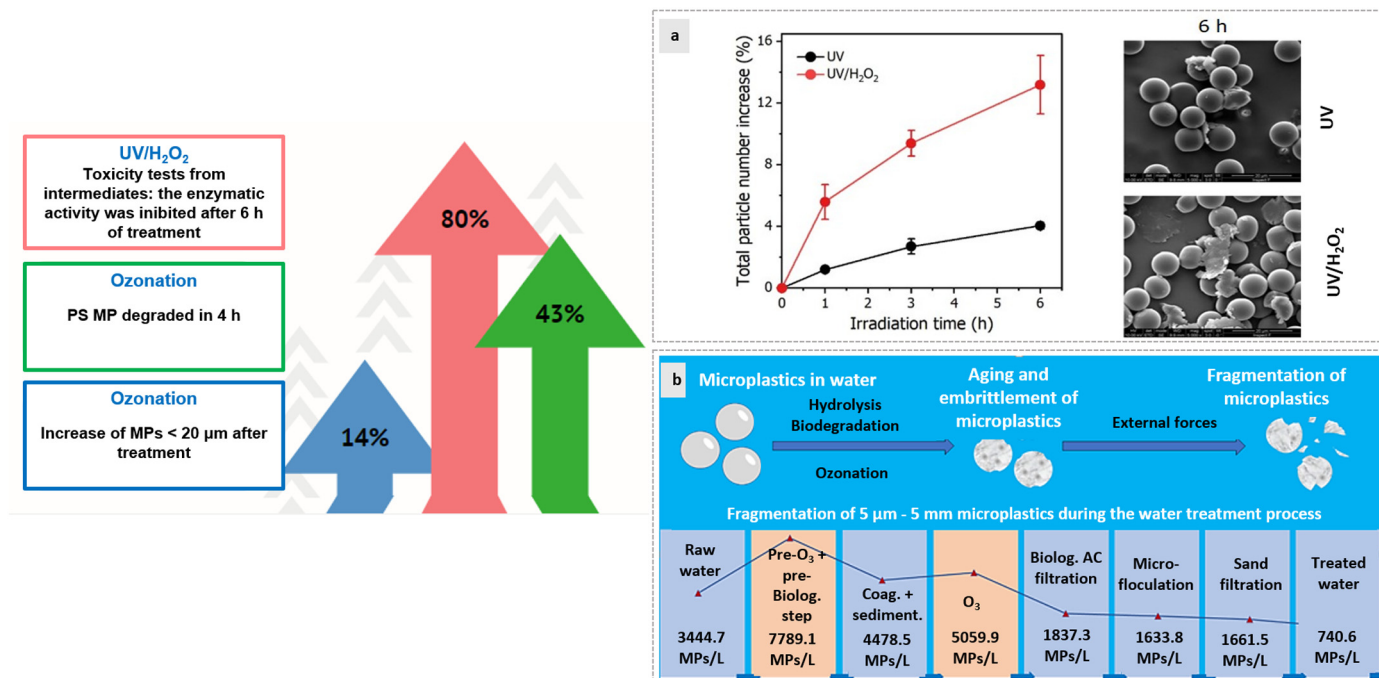 UV/H₂O₂
Toxicity tests from
intermediates: the enzymatic
activity was inibited after 6 h
of treatment
Ozonation
PS MP degraded in 4 h
Ozonation
Increase of MPs < 20 µm after
treatment
80%
43%
14%
a
Total particle number increase (%)
16
12
8
4
0
UV
UV/H₂O₂
0 1 2 3 4 5 6
Irradiation time (h)
6 h
UV
UV/H₂O₂
b
Microplastics in water
Hydrolysis
Biodegradation
Ozonation
Aging and
embrittlement of
microplastics
External forces
Fragmentation of
microplastics
Fragmentation of 5 µm - 5 mm microplastics during the water treatment process
Raw
water
3444.7
MPs/L
Pre-O₃ +
pre-
Biolog.
step
7789.1
MPs/L
Coag. +
sediment.
4478.5
MPs/L
O₃
5059.9
MPs/L
Biolog. AC
filtration
1837.3
MPs/L
Micro-
floculation
1633.8
MPs/L
Sand
filtration
1661.5
MPs/L
Treated
water
740.6
MPs/L